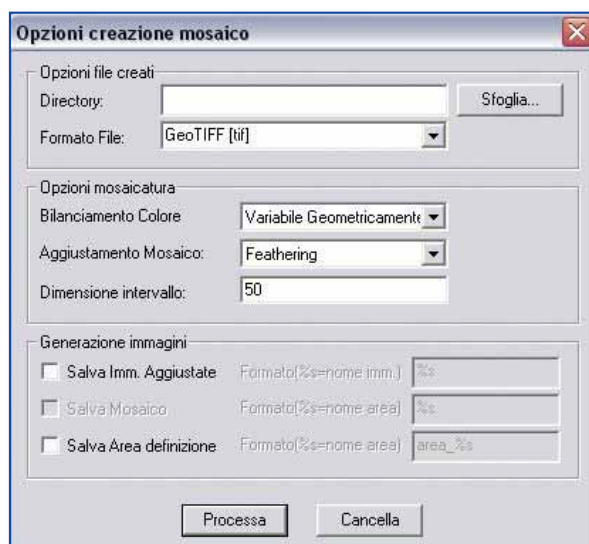 Opzioni creazione mosaico
Opzioni file creati
Directory:
Sfoglia...
Formato File: GeoTIFF [tif]
Opzioni mosaicatura
Bilanciamento Colore Variabile Geometricamente
Aggiustamento Mosaico: Feathering
Dimensione intervallo: 50
Generazione immagini
Salva Imm. Aggiustate Formato(%s=nome imm.) %s
Salva Mosaico Formato(%s=nome area) %s
Salva Area definizione Formato(%s=nome area) area_%s
Processa Cancella